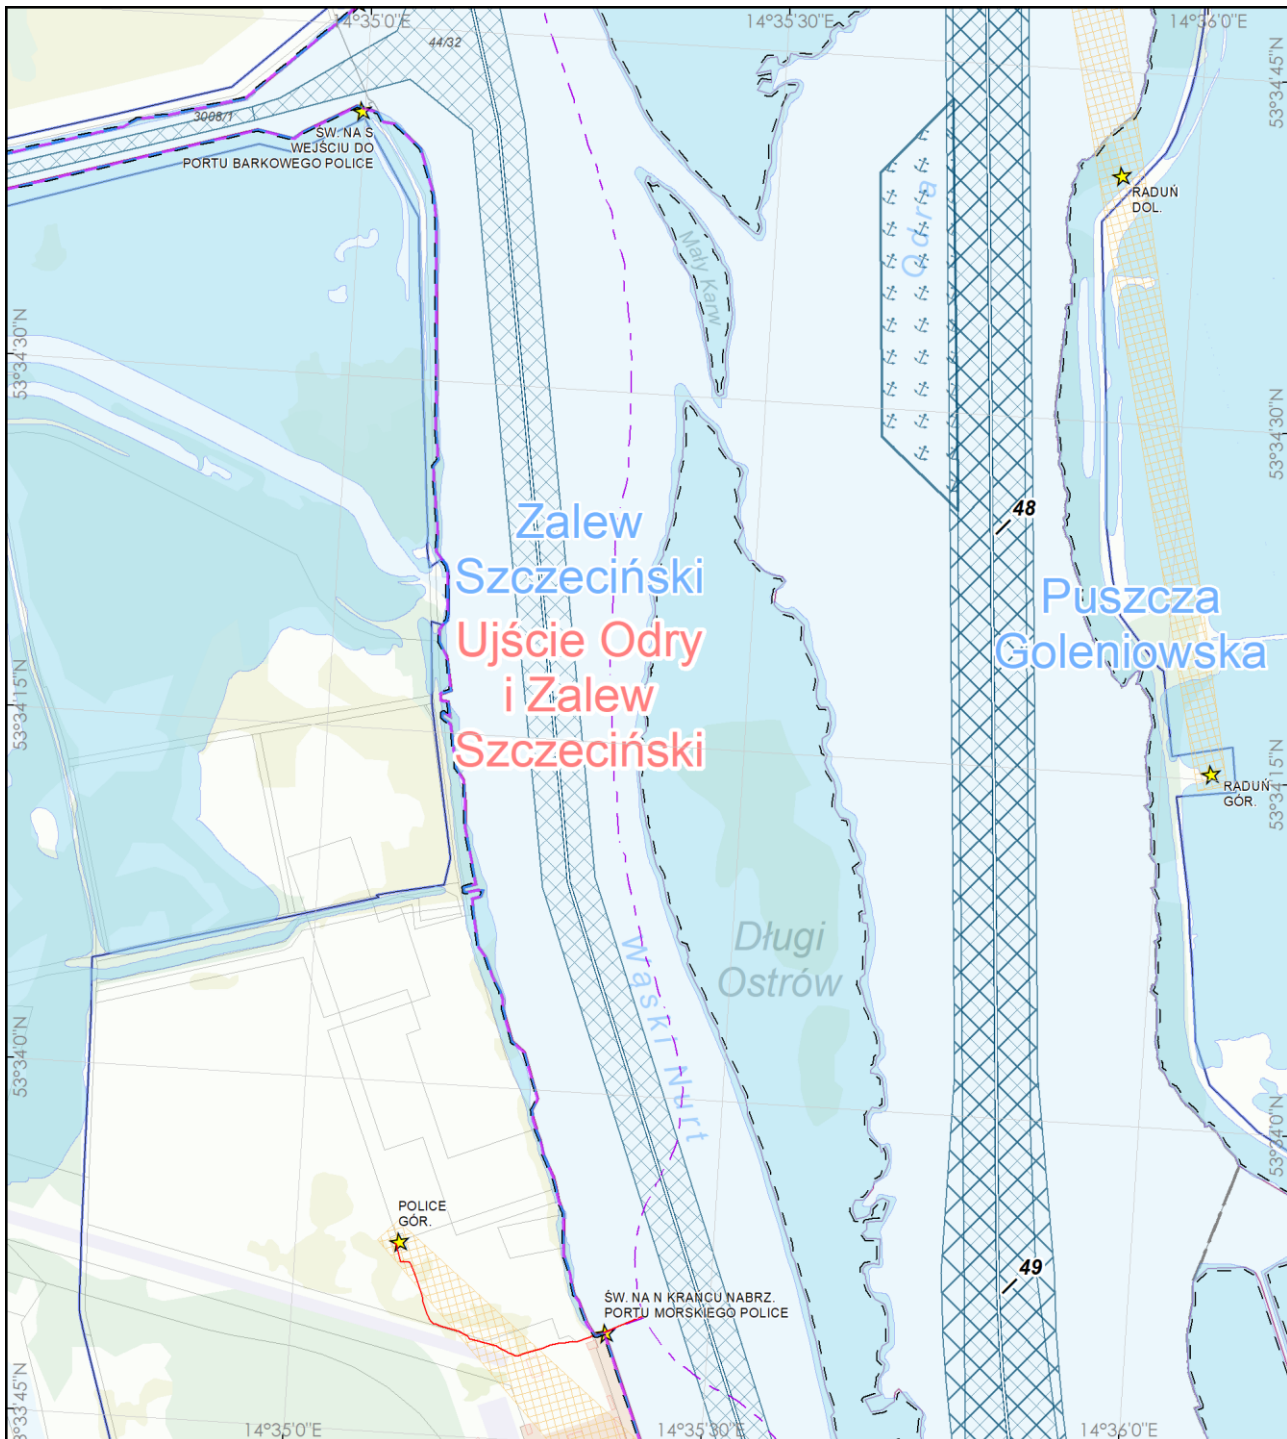 14°35'0"E
14°35'30"E
14°36'0"E
44/32
53°34'45"N
3008/1
ŚW. NA S
WEJŚCIU DO
PORTU BARKOWEGO POLICE
RADUŃ
DOL.
Odra
Mały Karw
53°34'30"N
53°34'30"N
48
Zalew
Szczeciński
Ujście Odry
i Zalew
Szczeciński
Puszcza
Goleniowska
53°34'15"N
53°34'15"N
RADUŃ
GÓR.
Długi
Ostrów
Wąski Nurt
53°34'0"N
53°34'0"N
POLICE
GÓR.
49
ŚW. NA N KRAŃCU NABRZ.
PORTU MORSKIEGO POLICE
3°33'45"N
14°35'0"E
14°35'30"E
14°36'0"E